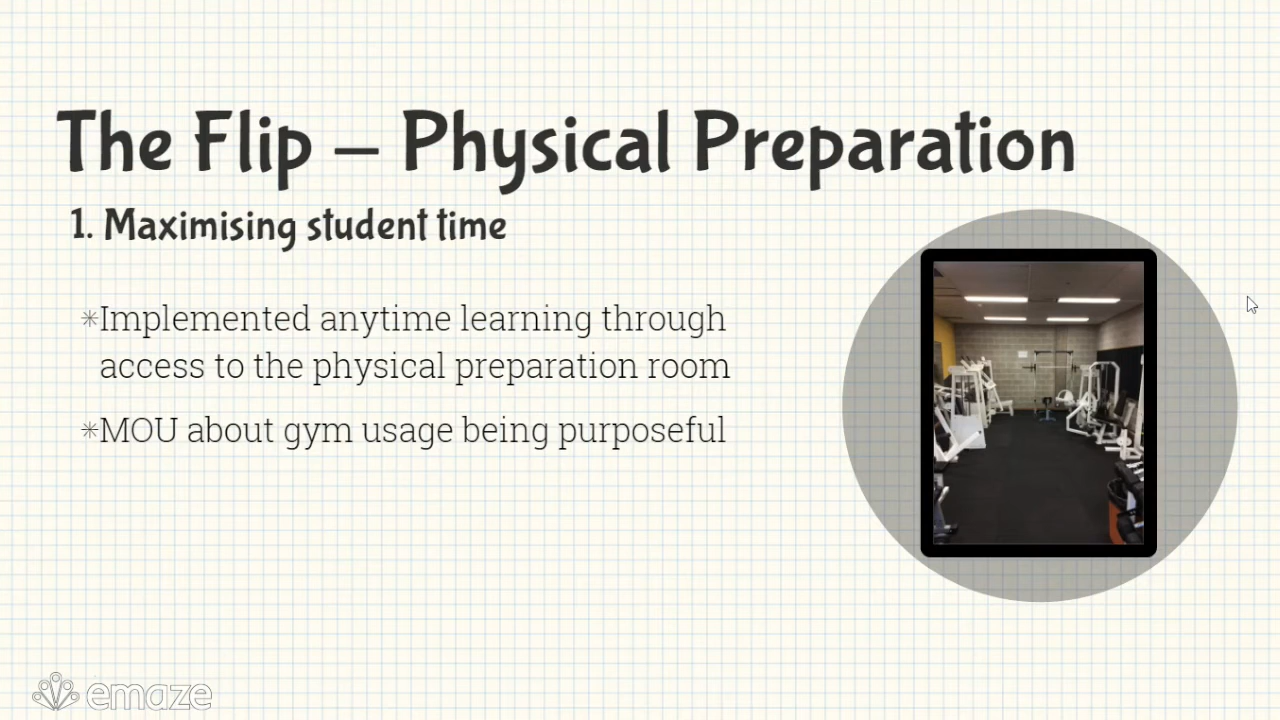 The Flip – Physical Preparation
1. Maximising student time
Implemented anytime learning through
access to the physical preparation room
MOU about gym usage being purposeful
emaze